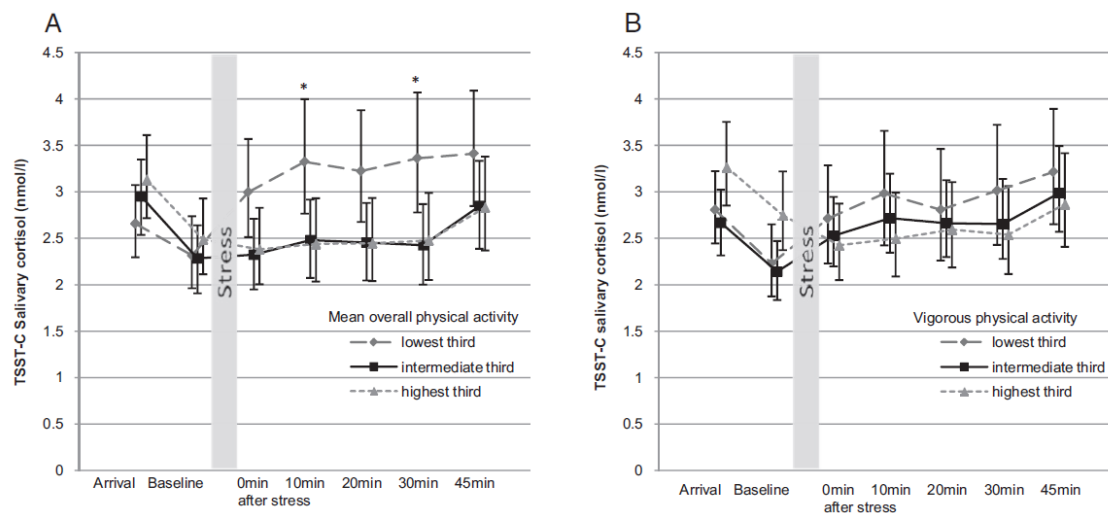 A
TSST-C Salivary cortisol (nmol/l)
4.5
4
3.5
3
2.5
2
1.5
1
0.5
0
*
*
Stress
Mean overall physical activity
lowest third
intermediate third
highest third
Arrival Baseline 0min 10min 20min 30min 45min
after stress
B
TSST-C salivary cortisol (nmol/l)
4.5
4
3.5
3
2.5
2
1.5
1
0.5
0
Stress
Vigorous physical activity
lowest third
intermediate third
highest third
Arrival Baseline 0min 10min 20min 30min 45min
after stress